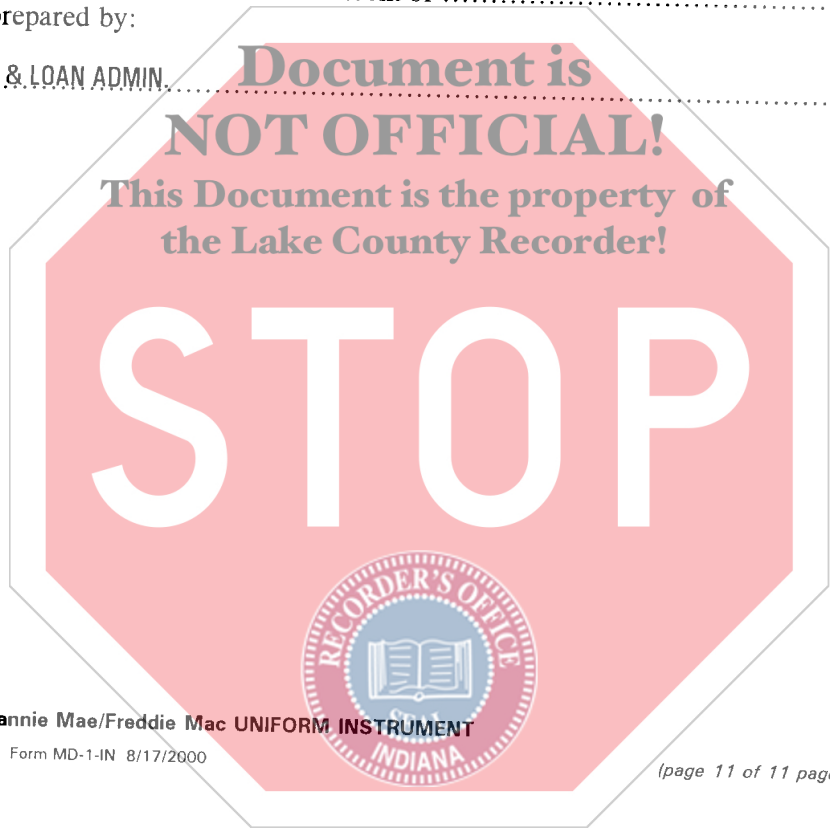 repared by:
& LOAN ADMIN.
Document is
NOT OFFICIAL!
This Document is the property of
the Lake County Recorder!
STOP
RECORDER'S OFFICE
SEAL
INDIANA
annie Mae/Freddie Mac UNIFORM INSTRUMENT
Form MD-1-IN 8/17/2000
(page 11 of 11 page